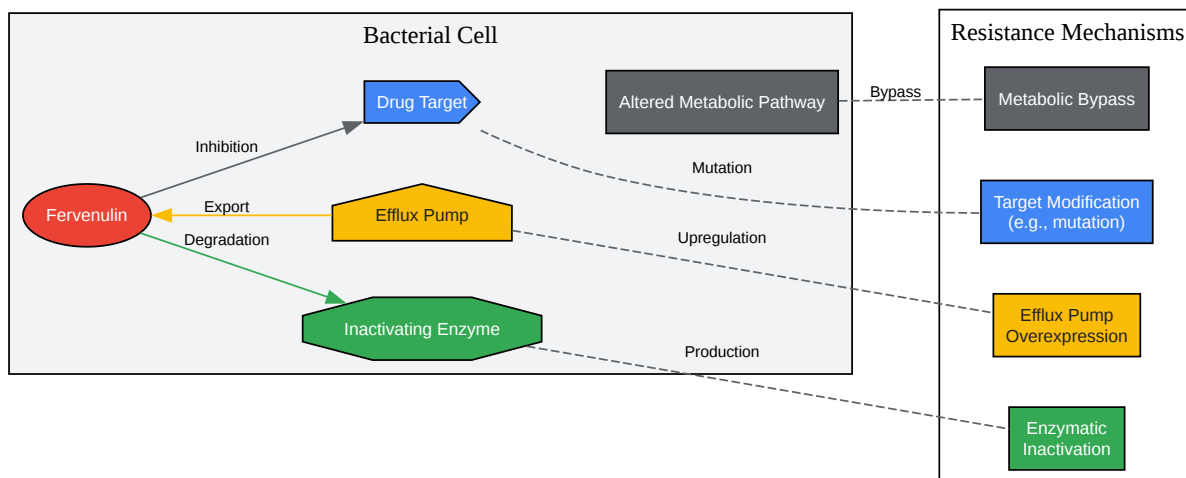 Bacterial Cell
Resistance Mechanisms
Drug Target
Altered Metabolic Pathway
Bypass
Metabolic Bypass
Inhibition
Mutation
Fervenulin
Export
Efflux Pump
Target Modification
(e.g., mutation)
Degradation
Upregulation
Inactivating Enzyme
Efflux Pump
Overexpression
Production
Enzymatic
Inactivation